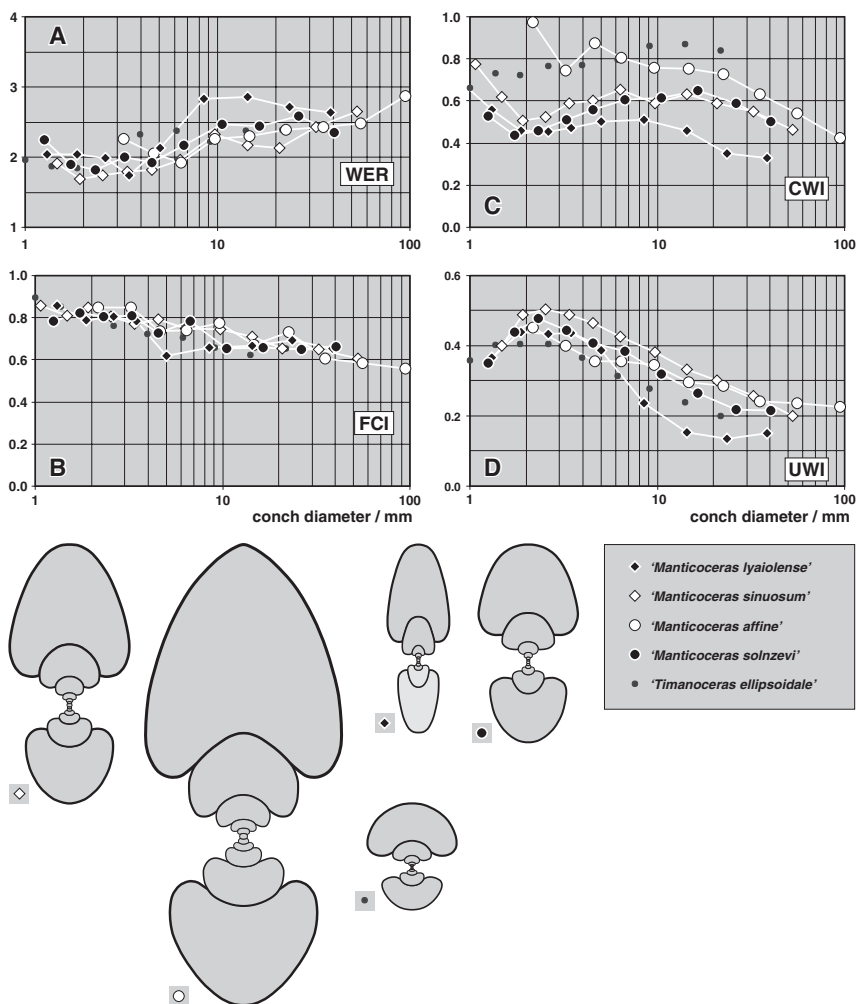 4
3
2
1
A
WER
1
10
100
1.0
0.8
0.6
0.4
0.2
0.0
C
CWI
1
10
100
1.0
0.8
0.6
0.4
0.2
0.0
B
FCI
1
10
100
conch diameter / mm
0.6
0.4
0.2
0.0
D
UWI
1
10
100
conch diameter / mm
‘Manticoceras lyaiolense’
‘Manticoceras sinuosum’
‘Manticoceras affine’
‘Manticoceras solnzevi’
‘Timanoceras ellipsoidale’